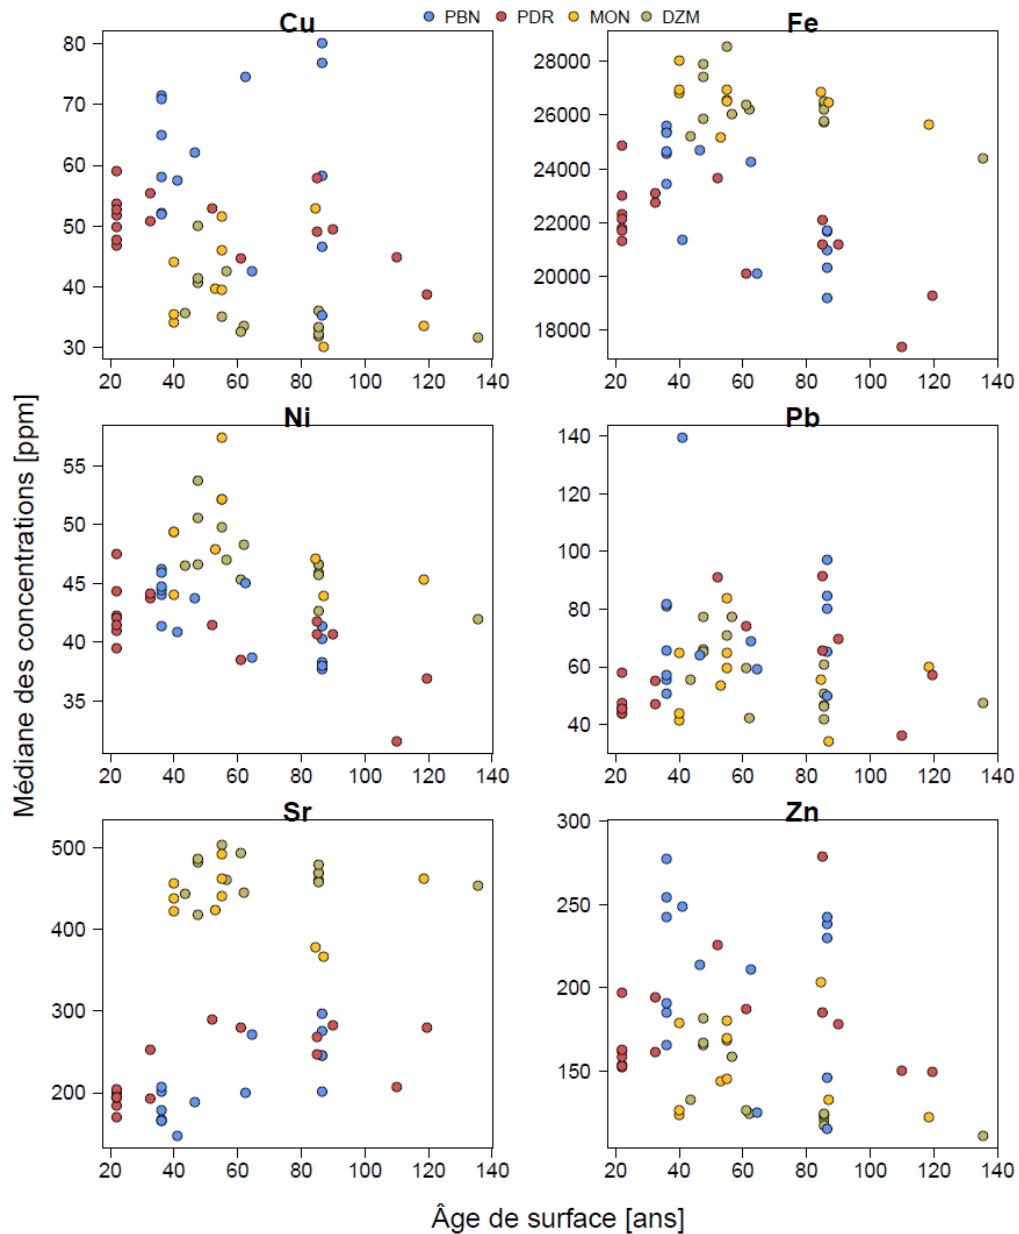 PBN PDR MON DZM
Cu
Fe
80
70
60
50
40
30
20 40 60 80 100 120 140
28000
26000
24000
22000
20000
18000
20 40 60 80 100 120 140
Ni
Pb
55
50
45
40
35
20 40 60 80 100 120 140
140
120
100
80
60
40
20 40 60 80 100 120 140
Sr
Zn
500
400
300
200
20 40 60 80 100 120 140
300
250
200
150
20 40 60 80 100 120 140
Médiane des concentrations [ppm]
Âge de surface [ans]